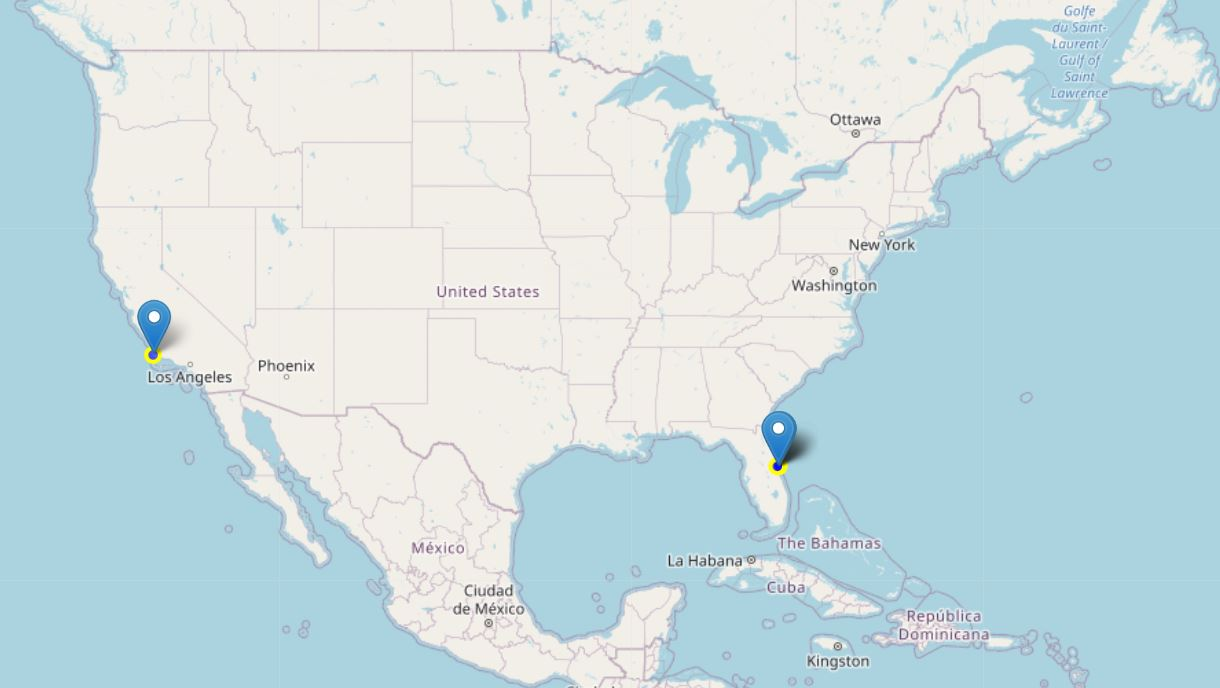 Golfe
du Saint-
Laurent /
Gulf of
Saint
Lawrence
Ottawa
New York
Washington
United States
Phoenix
Los Angeles
México
The Bahamas
La Habana
Cuba
Ciudad
de México
República
Dominicana
Kingston